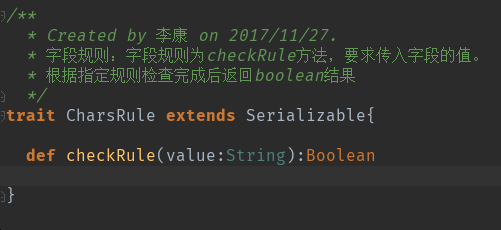 /**
 * Created by 李康 on 2017/11/27.
 * 字段规则：字段规则为checkRule方法，要求传入字段的值。
 * 根据指定规则检查完成后返回boolean结果
 */
trait CharsRule extends Serializable{
  def checkRule(value:String):Boolean
}